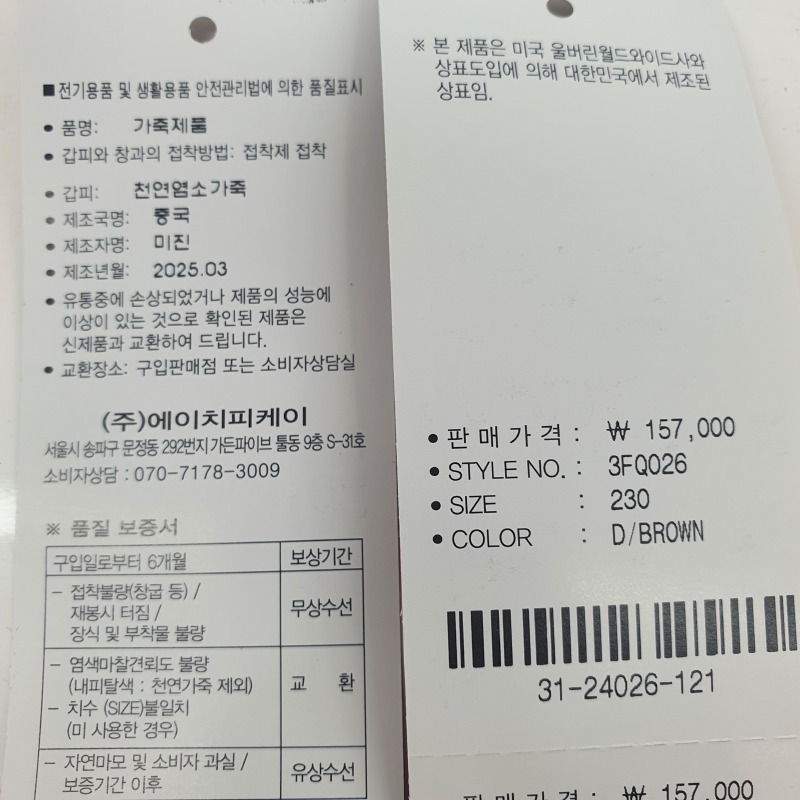 ■ 전기용품 및 생활용품 안전관리법에 의한 품질표시
● 품명: 가죽제품
● 갑피와 창과의 접착방법: 접착제 접착
● 갑피: 천연염소가죽
● 제조국명: 중국
● 제조자명: 미진
● 제조년월: 2025.03
● 유통중에 손상되었거나 제품의 성능에
이상이 있는 것으로 확인된 제품은
신제품과 교환하여 드립니다.
● 교환장소: 구입판매점 또는 소비자상담실
(주)에이치피케이
서울시 송파구 문정동 292번지 가든파이브 툴동 9층 S-31호
소비자상담 : 070-7178-3009
※ 품질 보증서
구입일로부터 6개월 보상기간
- 접착불량(창굽 등) /
재봉시 터짐 /
장식 및 부착물 불량
무상수선
- 염색마찰견뢰도 불량
(내피탈색 : 천연가죽 제외)
- 치수 (SIZE)불일치
(미 사용한 경우)
교 환
- 자연마모 및 소비자 과실 /
보증기간 이후
유상수선
※ 본 제품은 미국 울버린월드와이드사와
상표도입에 의해 대한민국에서 제조된
상표임.
● 판매가격 : ₩ 157,000
● STYLE NO. : 3FQ026
● SIZE : 230
● COLOR : D/BROWN
31-24026-121
판매가격 : ₩ 157,000